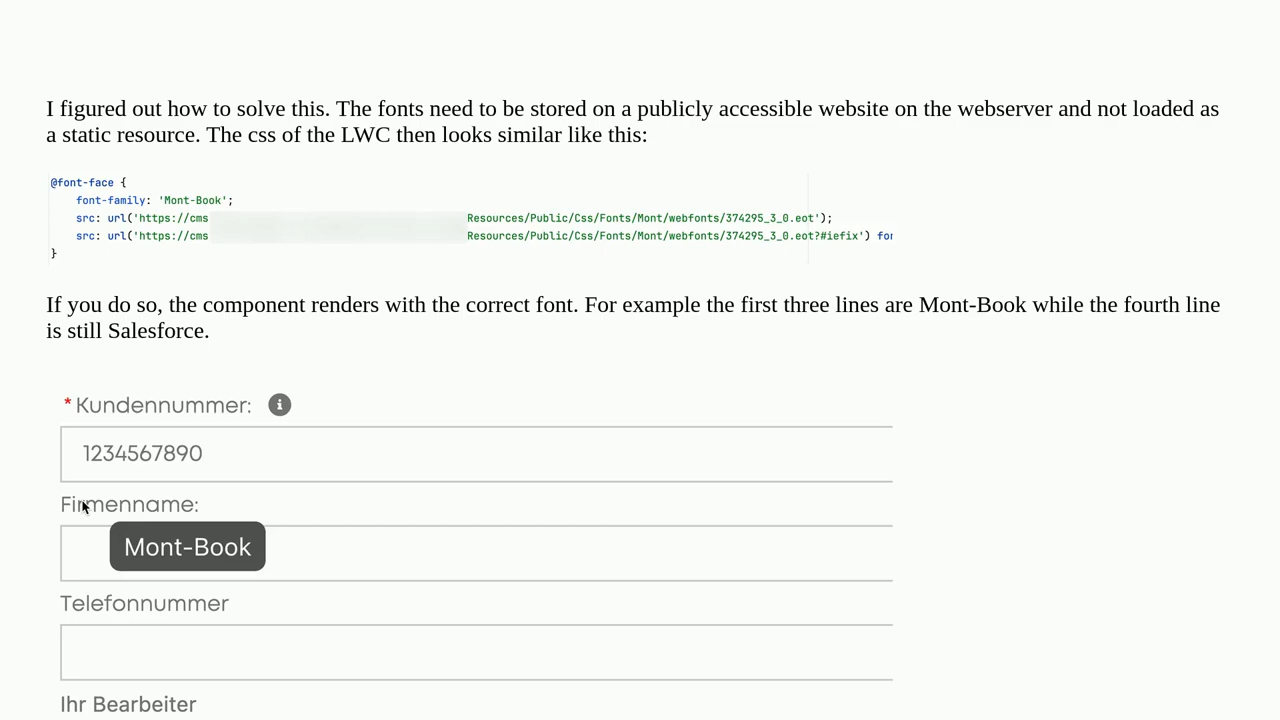 I figured out how to solve this. The fonts need to be stored on a publicly accessible website on the webserver and not loaded as
a static resource. The css of the LWC then looks similar like this:
@font-face {
font-family: 'Mont-Book';
src: url('https://cms Resources/Public/Css/Fonts/Mont/webfonts/374295_3_0.eot');
src: url('https://cms Resources/Public/Css/Fonts/Mont/webfonts/374295_3_0.eot?#iefix') for
}
If you do so, the component renders with the correct font. For example the first three lines are Mont-Book while the fourth line
is still Salesforce.
*Kundennummer:
1234567890
Firmenname:
Mont-Book
Telefonnummer
Ihr Bearbeiter